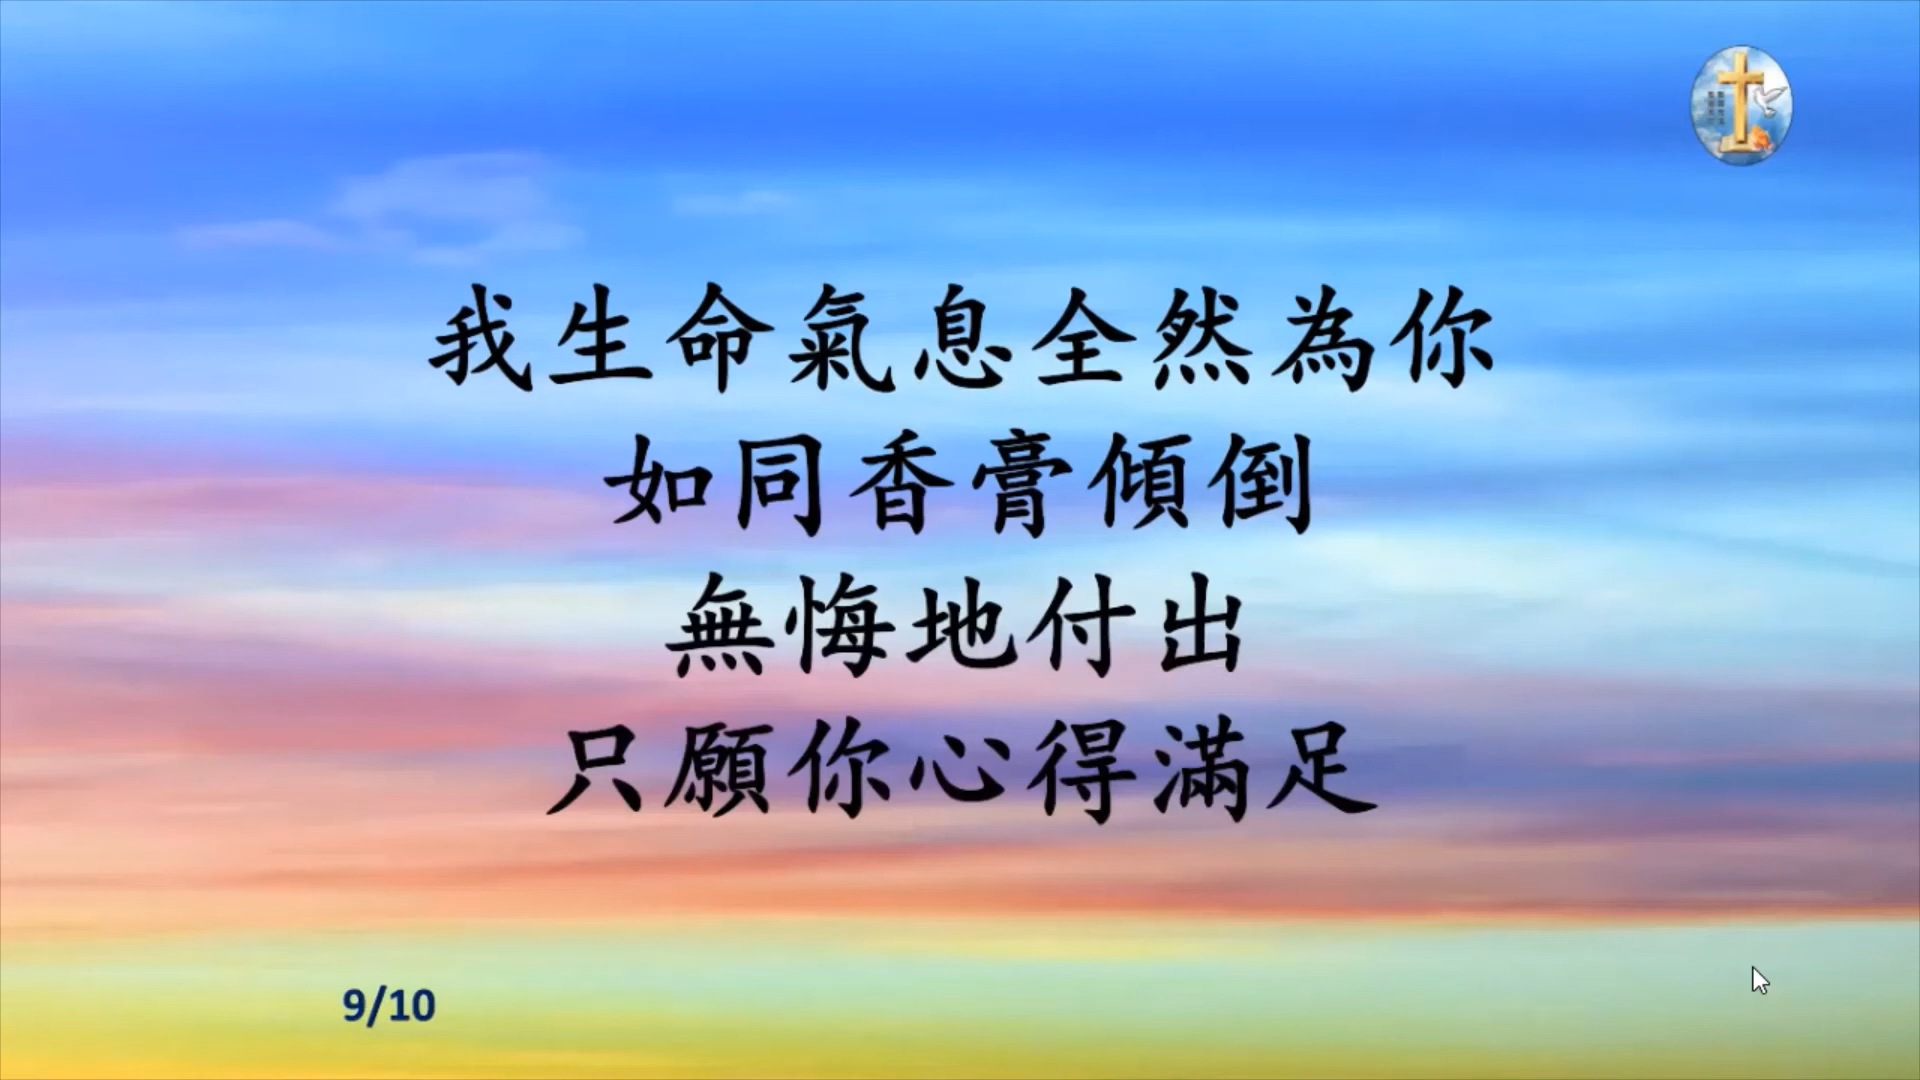 我生命氣息全然為你
如同香膏傾倒
無悔地付出
只願你心得滿足
9/10